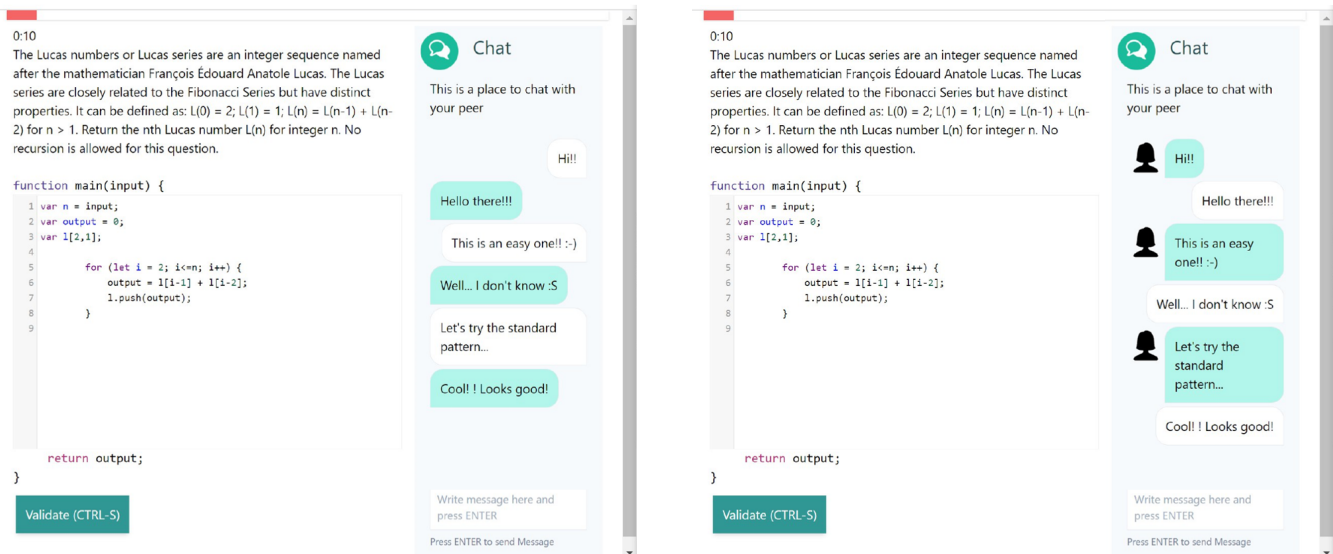 0:10
The Lucas numbers or Lucas series are an integer sequence named
after the mathematician François Édouard Anatole Lucas. The Lucas
series are closely related to the Fibonacci Series but have distinct
properties. It can be defined as: L(0) = 2; L(1) = 1; L(n) = L(n-1) + L(n-
2) for n > 1. Return the nth Lucas number L(n) for integer n. No
recursion is allowed for this question.
function main(input) {
1 var n = input;
2 var output = 0;
3 var l[2,1];
4
5 for (let i = 2; i<=n; i++) {
6 output = l[i-1] + l[i-2];
7 l.push(output);
8 }
9
return output;
}
Validate (CTRL-S)
Chat
This is a place to chat with
your peer
Hi!!
Hello there!!!
This is an easy one!! :-)
Well... I don't know :S
Let's try the standard
pattern...
Cool! ! Looks good!
Write message here and
press ENTER
Press ENTER to send Message
0:10
The Lucas numbers or Lucas series are an integer sequence named
after the mathematician François Édouard Anatole Lucas. The Lucas
series are closely related to the Fibonacci Series but have distinct
properties. It can be defined as: L(0) = 2; L(1) = 1; L(n) = L(n-1) + L(n-
2) for n > 1. Return the nth Lucas number L(n) for integer n. No
recursion is allowed for this question.
function main(input) {
1 var n = input;
2 var output = 0;
3 var l[2,1];
4
5 for (let i = 2; i<=n; i++) {
6 output = l[i-1] + l[i-2];
7 l.push(output);
8 }
9
return output;
}
Validate (CTRL-S)
Chat
This is a place to chat with
your peer
Hi!!
Hello there!!!
This is an easy
one!! :-)
Well... I don't know :S
Let's try the
standard
pattern...
Cool! ! Looks good!
Write message here and
press ENTER
Press ENTER to send Message